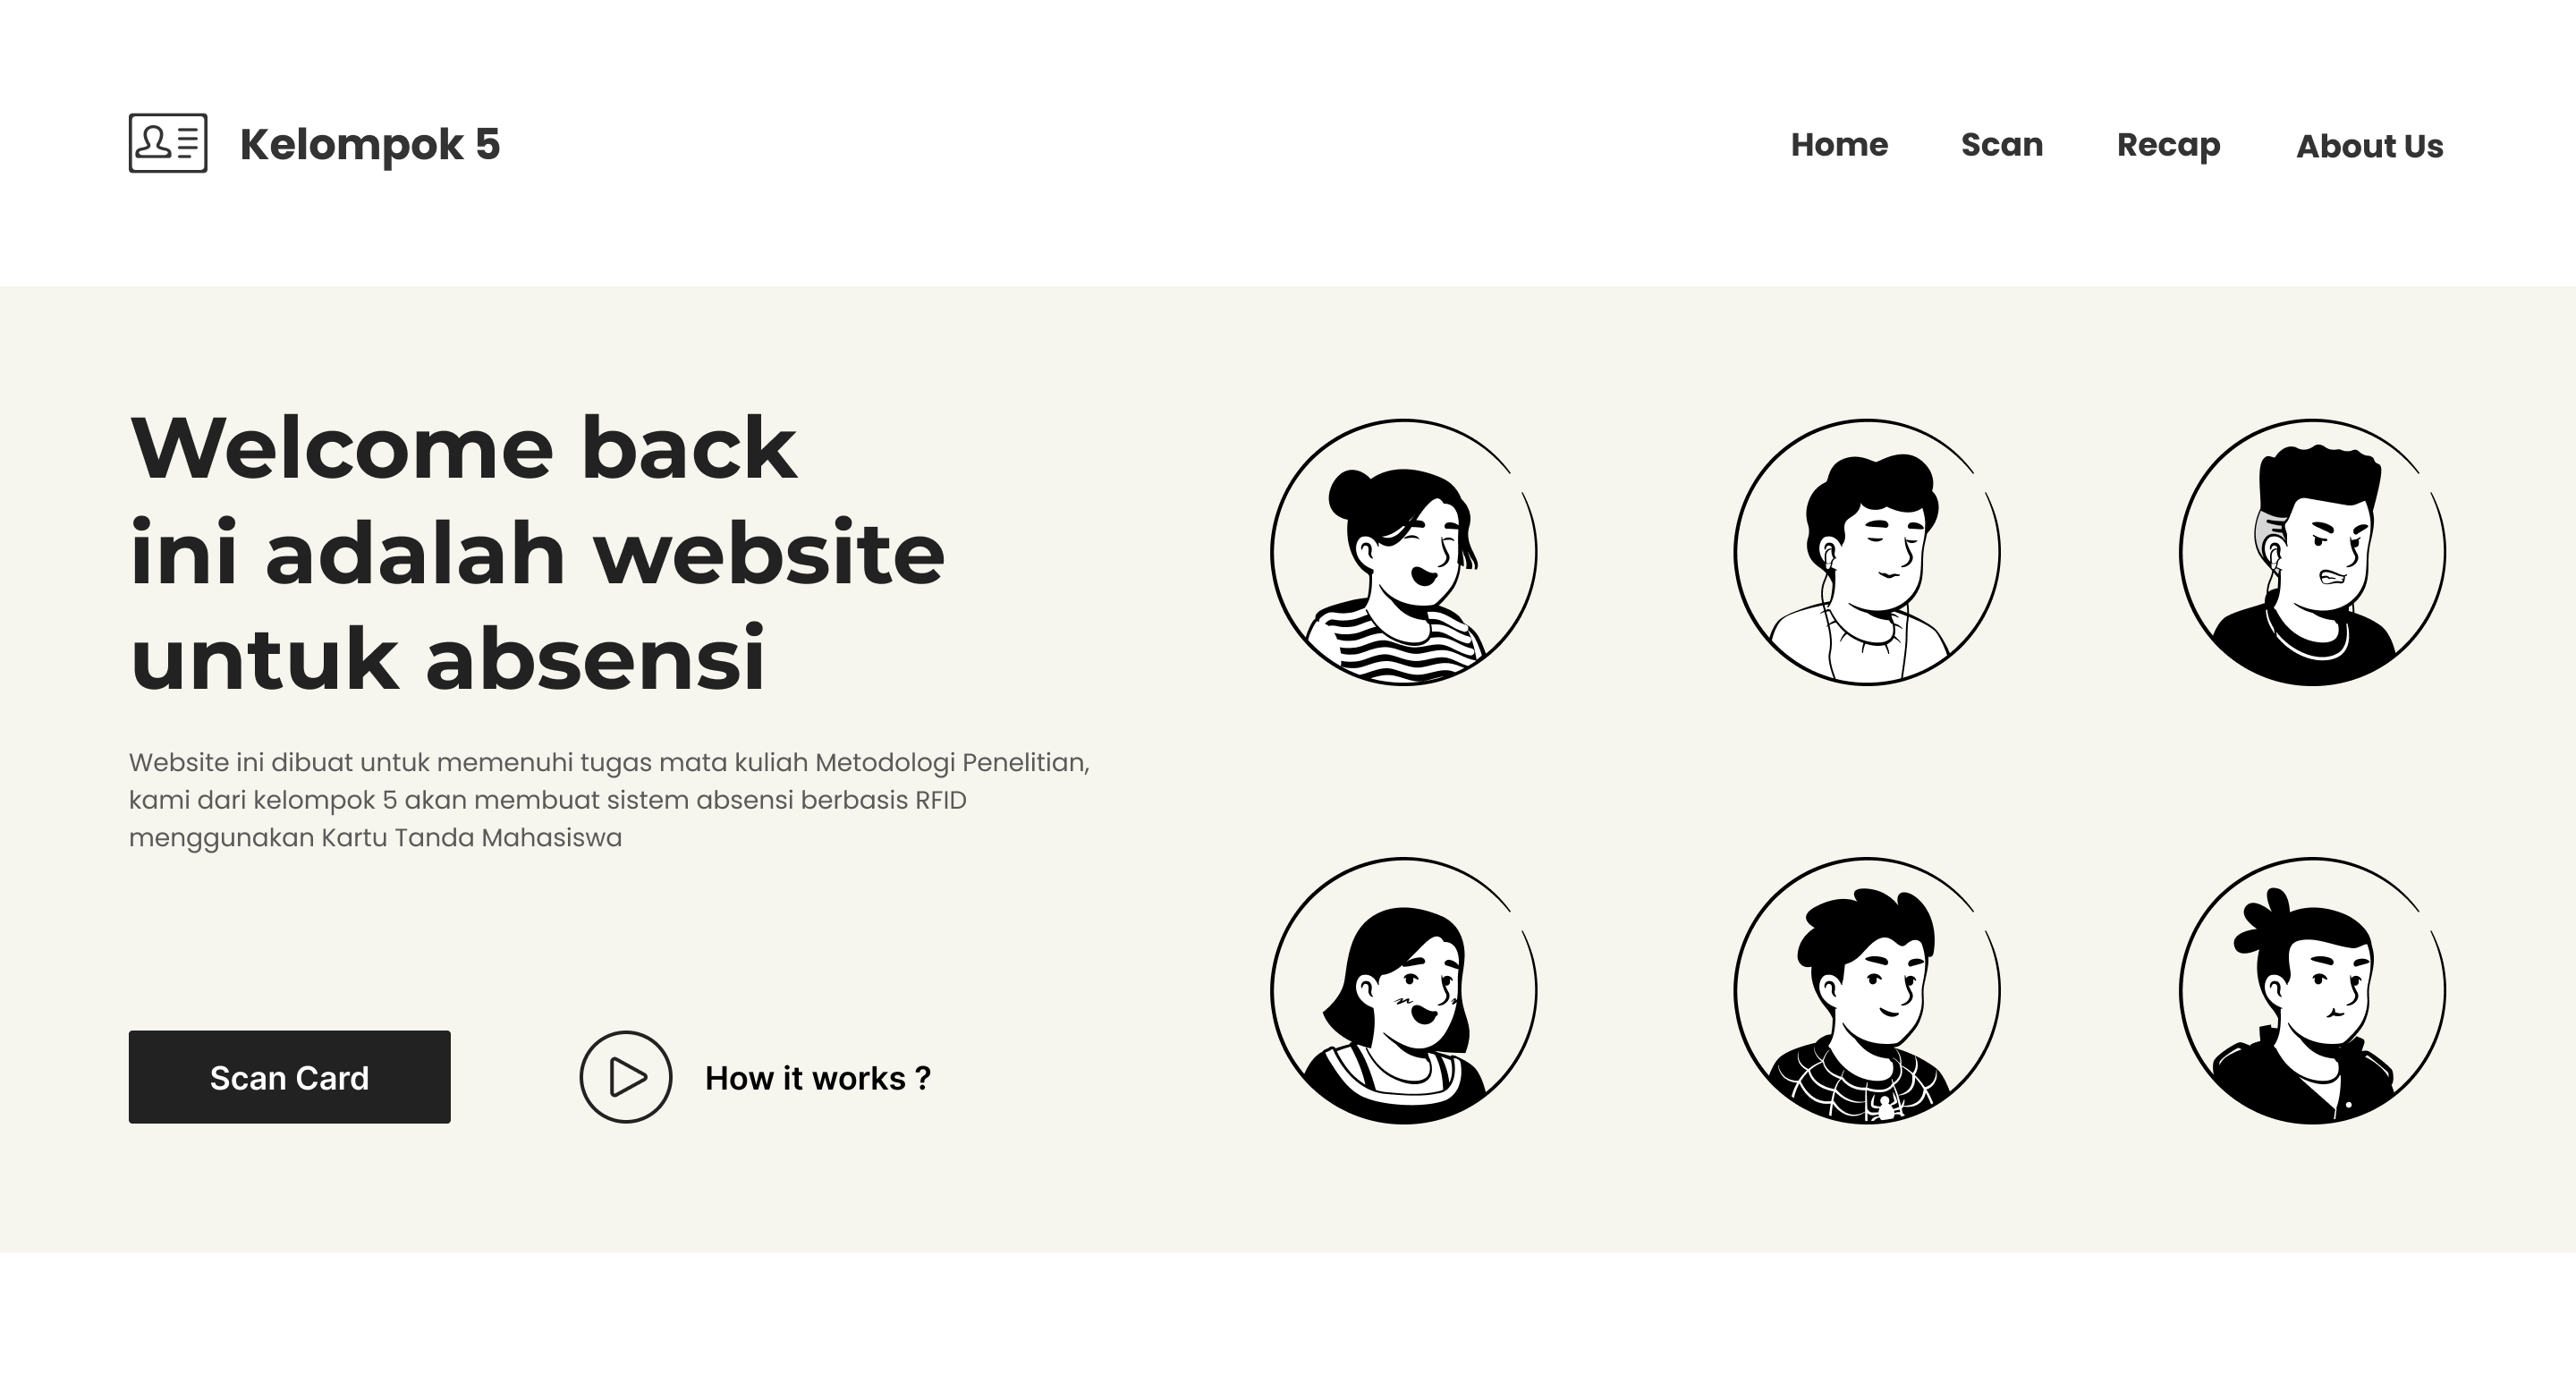 Kelompok 5
Home
Scan
Recap
About Us
Welcome back
ini adalah website
untuk absensi
Website ini dibuat untuk memenuhi tugas mata kuliah Metodologi Penelitian,
kami dari kelompok 5 akan membuat sistem absensi berbasis RFID
menggunakan Kartu Tanda Mahasiswa
Scan Card
How it works ?